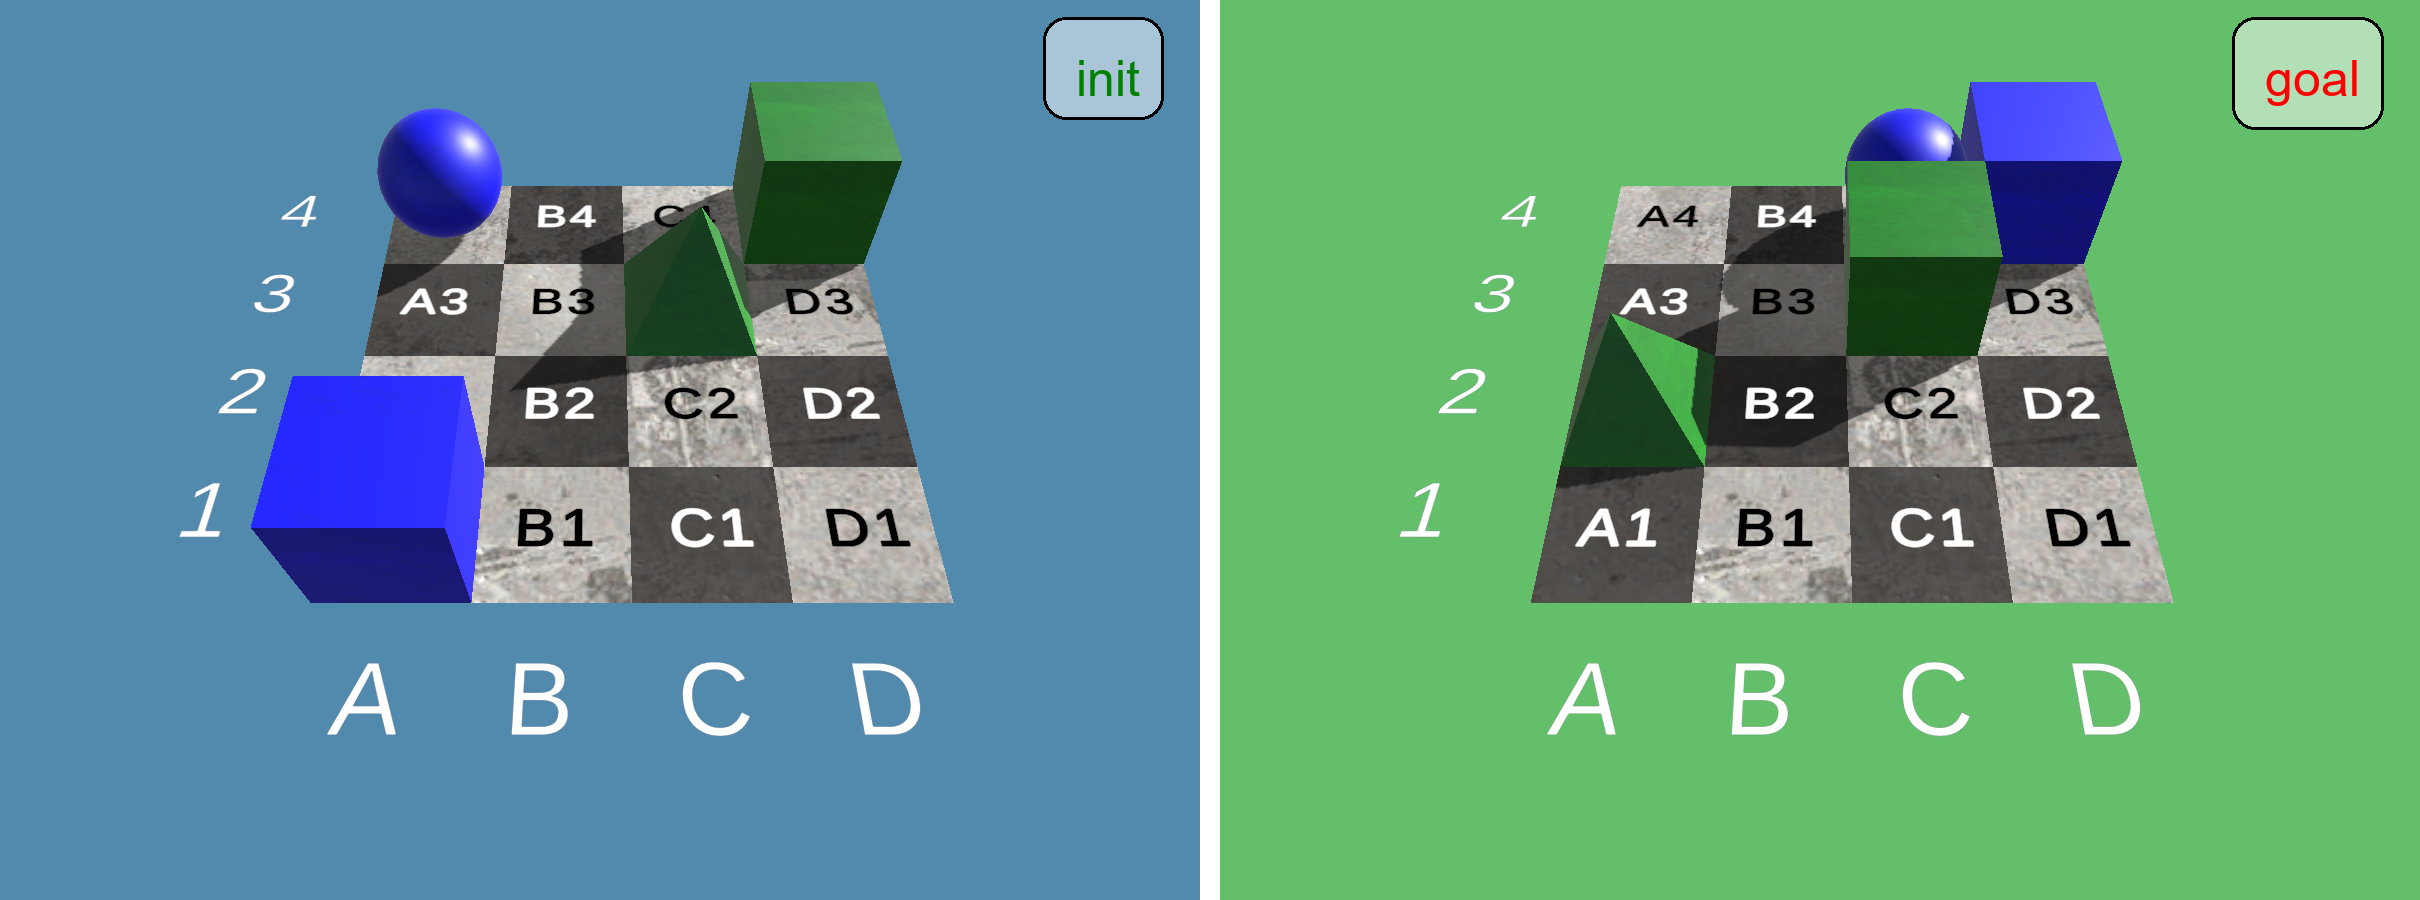 init
4 B4
3 A3 B3 D3
2 B2 C2 D2
1 B1 C1 D1
A B C D
goal
4 A4 B4
3 A3 B3 D3
2 B2 C2 D2
1 A1 B1 C1 D1
A B C D